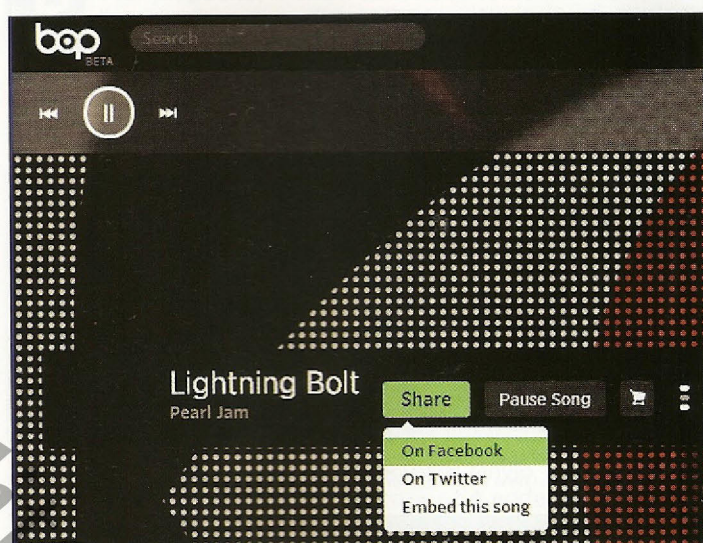 bop
BETA
Search
Lightning Bolt
Pearl Jam
Share
Pause Song
On Facebook
On Twitter
Embed this song